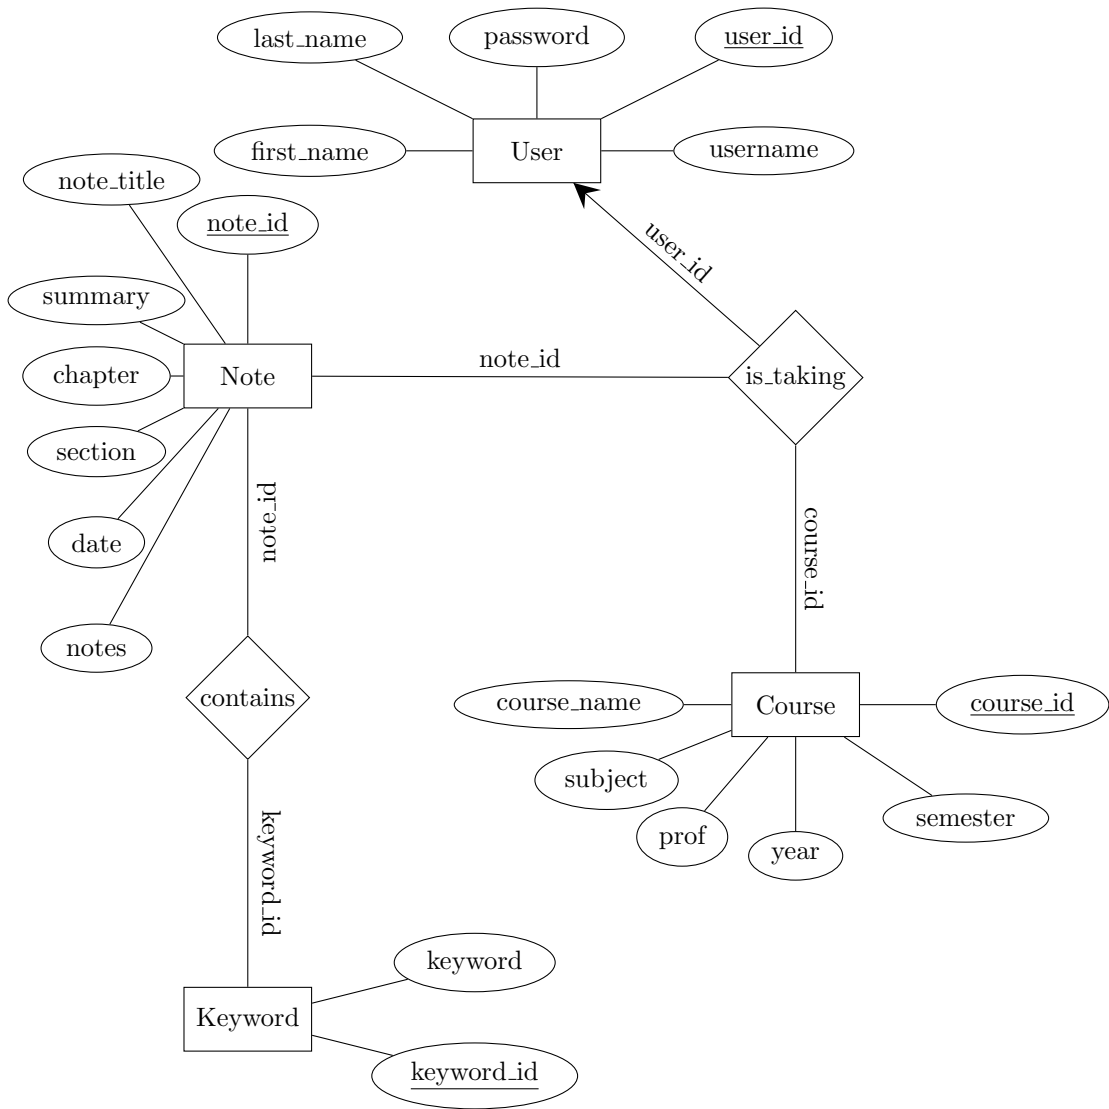 last_name
password
user_id
first_name
User
username
note_title
note_id
user_id
summary
note_id
chapter
Note
is_taking
section
note_id
course_id
date
notes
contains
course_name
Course
course_id
subject
semester
prof
year
keyword_id
keyword
Keyword
keyword_id